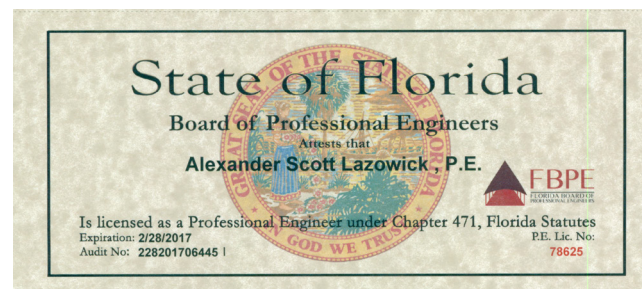 GREAT SEAL OF THE STATE OF FLORIDA
State of Florida
Board of Professional Engineers
Attests that
Alexander Scott Lazowick , P.E.
FBPE
FLORIDA BOARD OF
PROFESSIONAL ENGINEERS
Is licensed as a Professional Engineer under Chapter 471, Florida Statutes
Expiration: 2/28/2017
P.E. Lic. No:
Audit No: 228201706445 I
78625
IN GOD WE TRUST